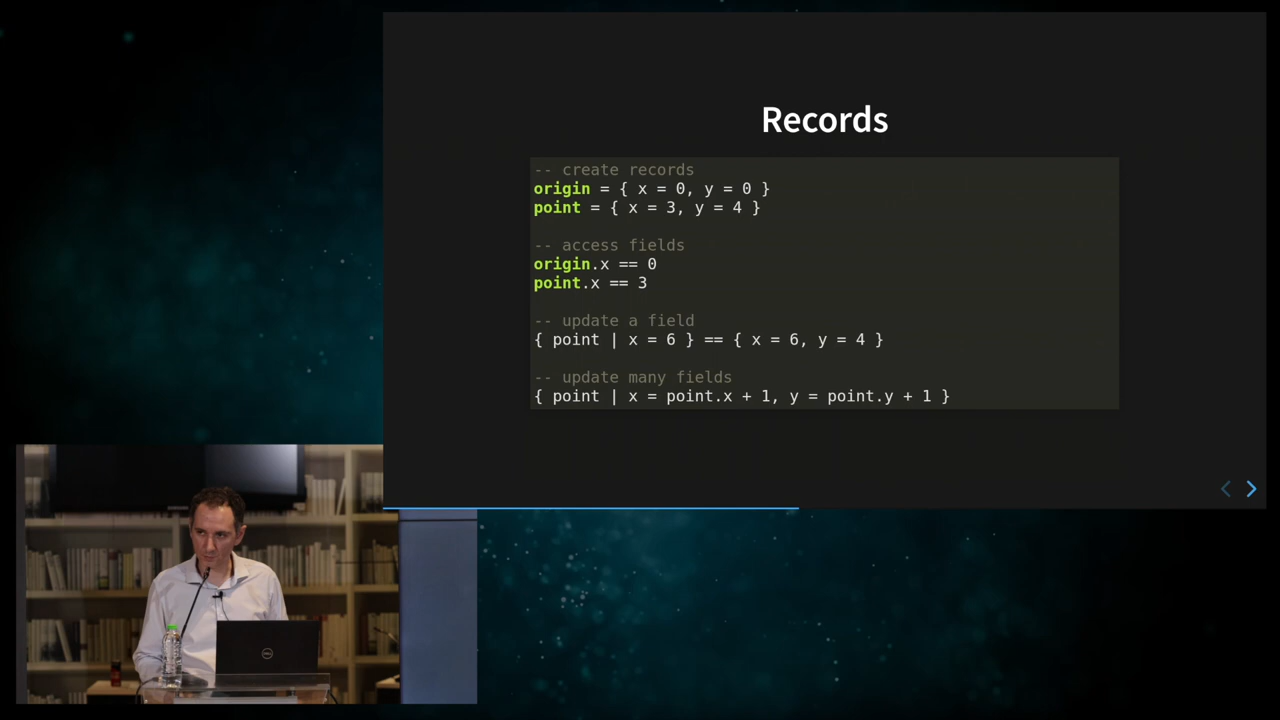 Records
-- create records
origin = { x = 0, y = 0 }
point = { x = 3, y = 4 }
-- access fields
origin.x == 0
point.x == 3
-- update a field
{ point | x = 6 } == { x = 6, y = 4 }
-- update many fields
{ point | x = point.x + 1, y = point.y + 1 }
DELL